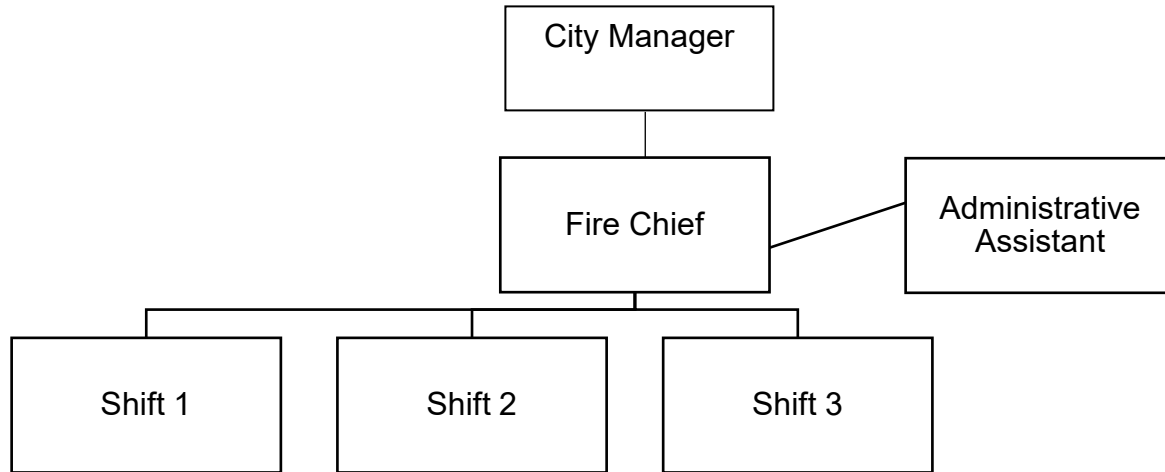 City Manager
Fire Chief
Administrative
Assistant
Shift 1
Shift 2
Shift 3